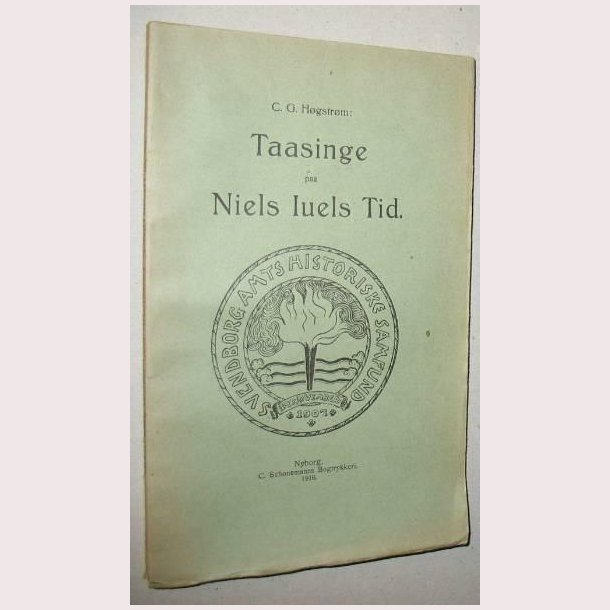 C. G. Høgstrøm:
Taasinge
paa
Niels Iuels Tid.
SVENDBORG AMTS HISTORISKE SAMFUND
1907
Nyborg.
C. Schønemanns Bogtrykkeri.